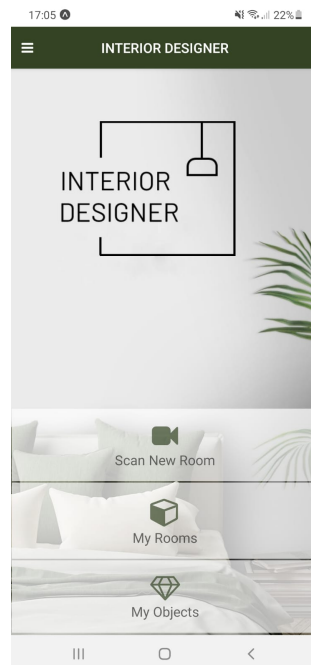 17:05
22%
INTERIOR DESIGNER
INTERIOR
DESIGNER
Scan New Room
My Rooms
My Objects